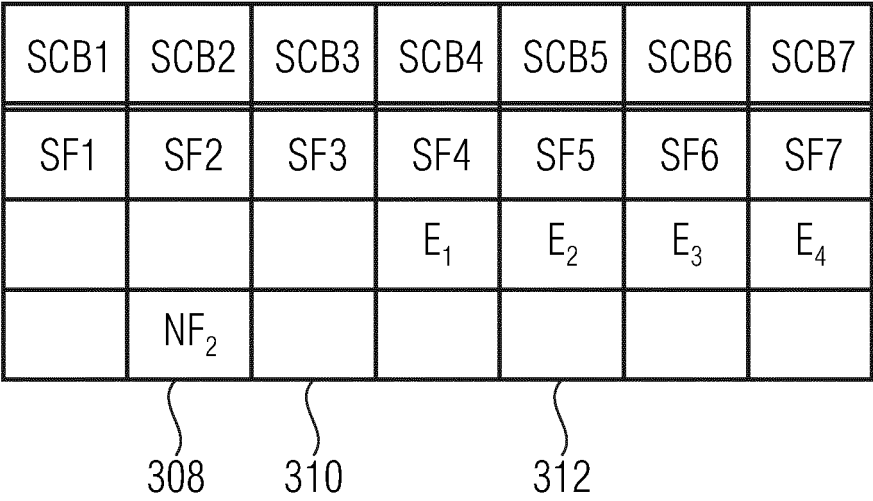 SCB1 SCB2 SCB3 SCB4 SCB5 SCB6 SCB7
SF1 SF2 SF3 SF4 SF5 SF6 SF7
E₁ E₂ E₃ E₄
NF₂
308 310 312